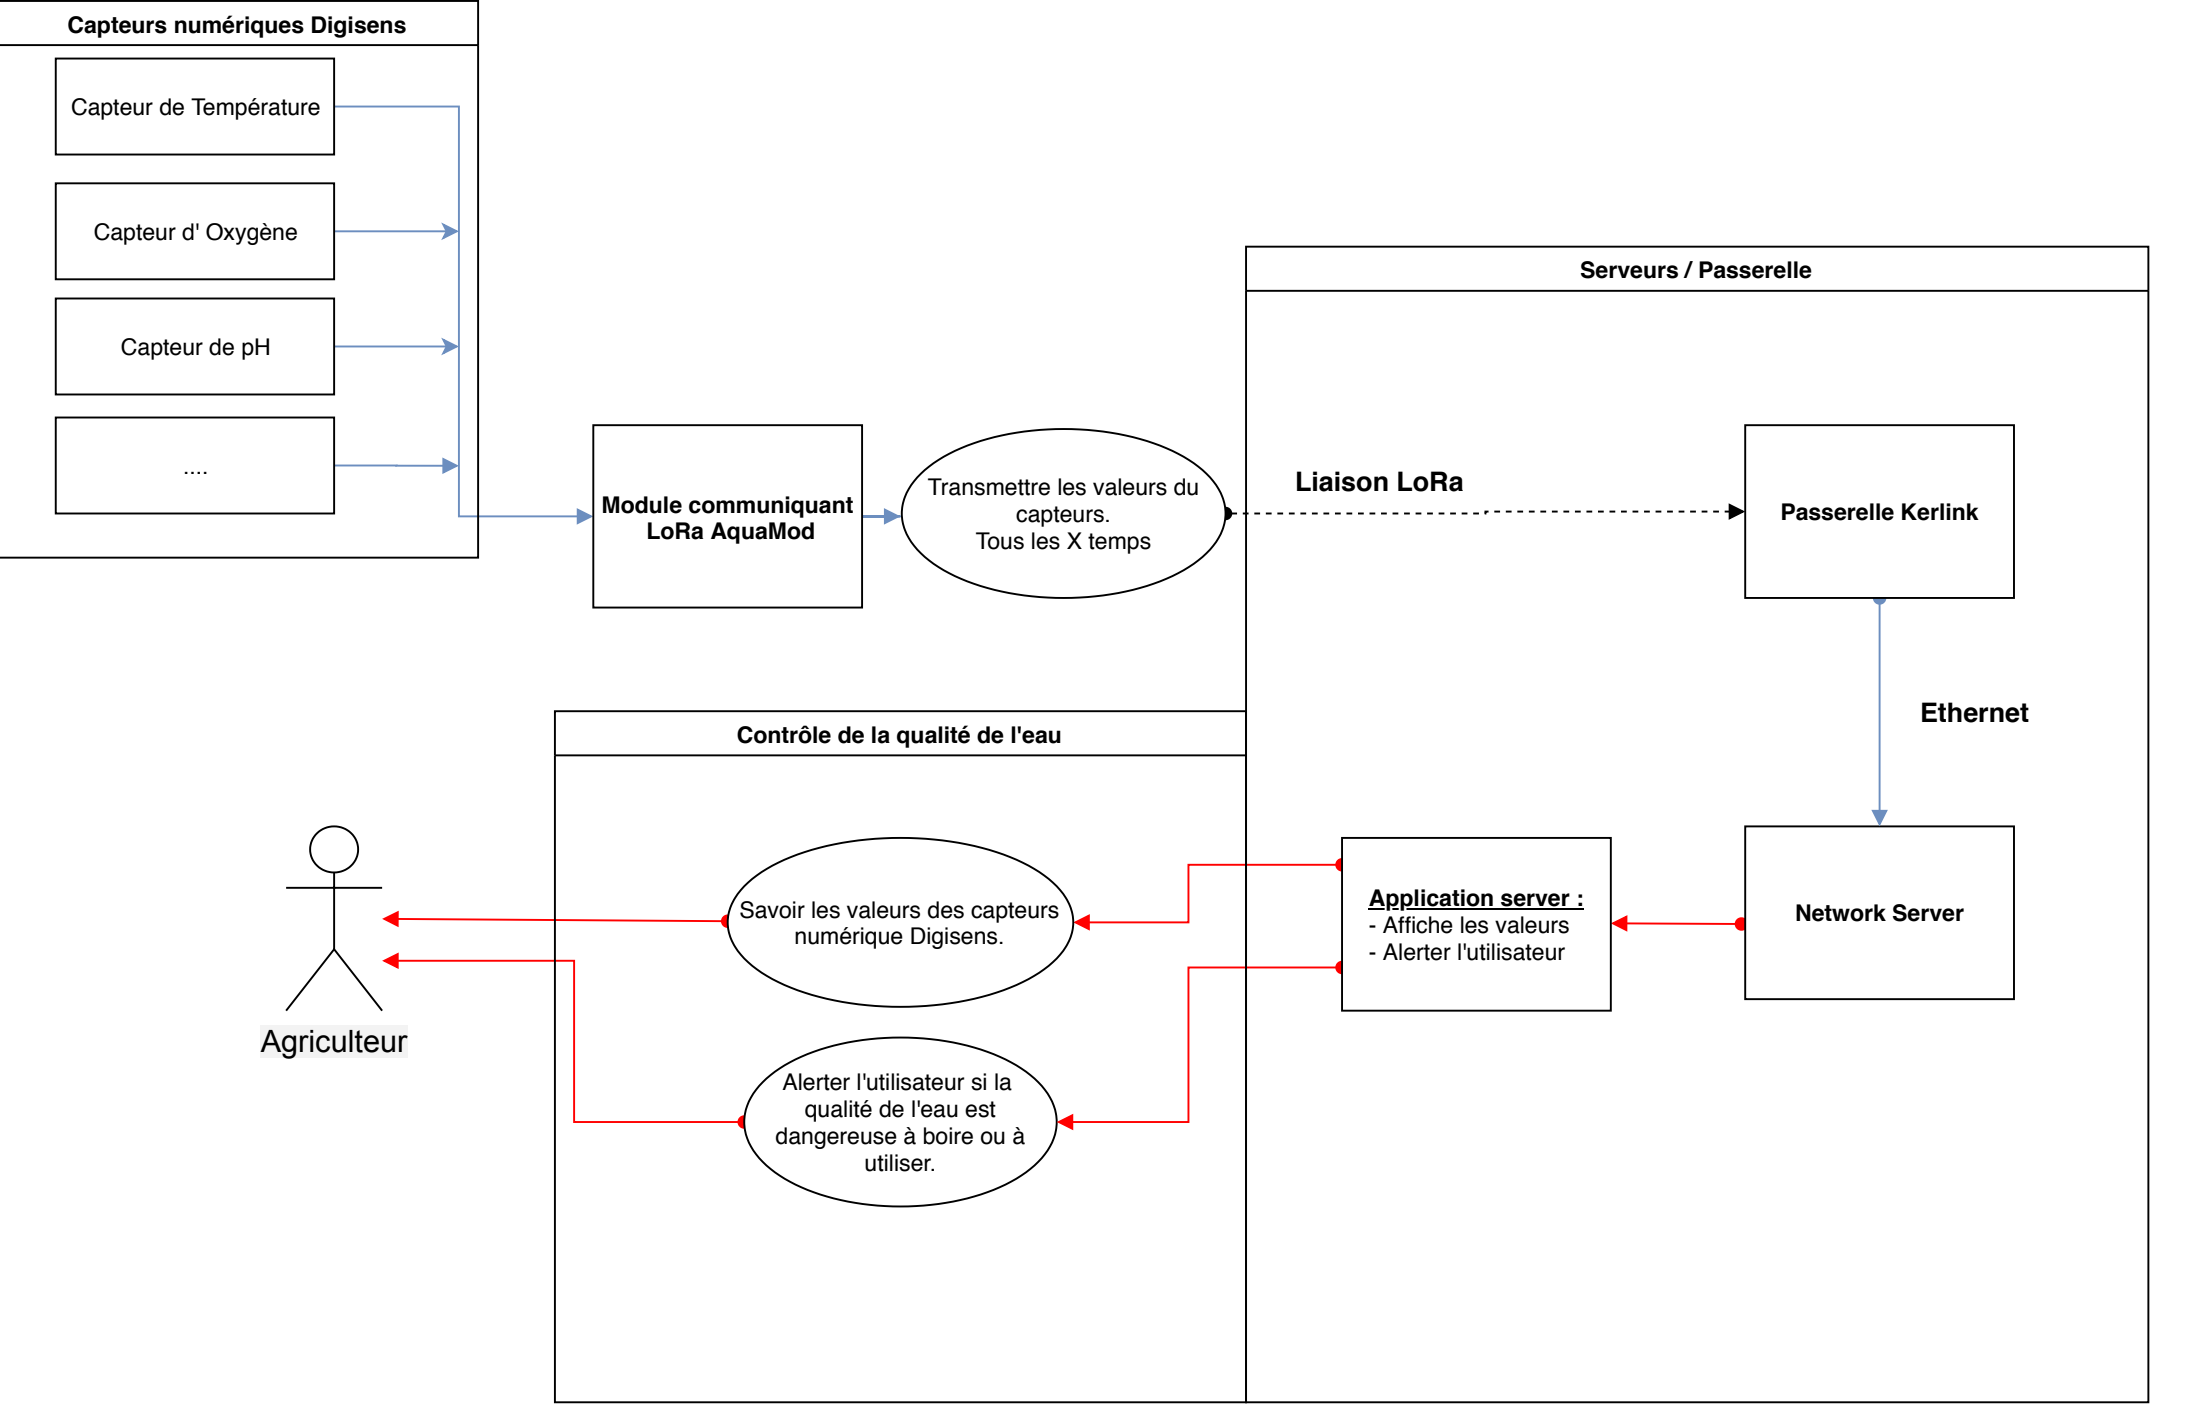 Capteurs numériques Digisens
Capteur de Température
Capteur d' Oxygène
Capteur de pH
....
Module communiquant
LoRa AquaMod
Transmettre les valeurs du
capteurs.
Tous les X temps
Serveurs / Passerelle
Liaison LoRa
Passerelle Kerlink
Ethernet
Network Server
Application server :
- Affiche les valeurs
- Alerter l'utilisateur
Contrôle de la qualité de l'eau
Savoir les valeurs des capteurs
numérique Digisens.
Alerter l'utilisateur si la
qualité de l'eau est
dangereuse à boire ou à
utiliser.
Agriculteur